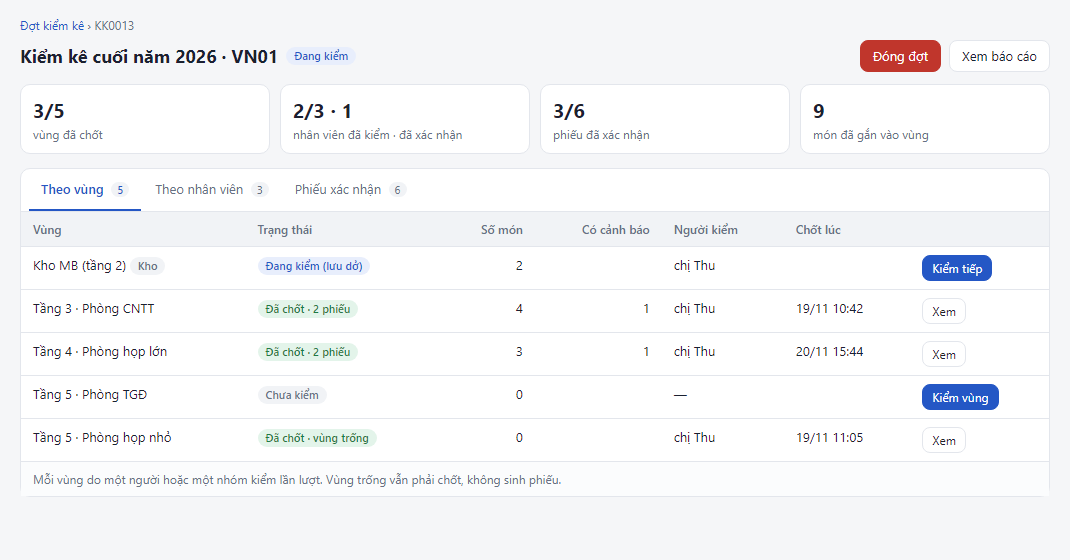 Đợt kiểm kê › KK0013
Kiểm kê cuối năm 2026 · VN01 Đang kiểm Đóng đợt Xem báo cáo
3/5 2/3 · 1 3/6 9
vùng đã chốt nhân viên đã kiểm · đã xác nhận phiếu đã xác nhận món đã gắn vào vùng
Theo vùng 5 Theo nhân viên 3 Phiếu xác nhận 6
Vùng Trạng thái Số món Có cảnh báo Người kiểm Chốt lúc
Kho MB (tầng 2) Kho Đang kiểm (lưu dở) 2 chị Thu Kiểm tiếp
Tầng 3 · Phòng CNTT Đã chốt · 2 phiếu 4 1 chị Thu 19/11 10:42 Xem
Tầng 4 · Phòng họp lớn Đã chốt · 2 phiếu 3 1 chị Thu 20/11 15:44 Xem
Tầng 5 · Phòng TGĐ Chưa kiểm 0 — Kiểm vùng
Tầng 5 · Phòng họp nhỏ Đã chốt · vùng trống 0 chị Thu 19/11 11:05 Xem
Mỗi vùng do một người hoặc một nhóm kiểm lần lượt. Vùng trống vẫn phải chốt, không sinh phiếu.